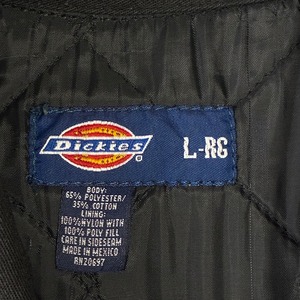 Dickies®
L-RG
BODY:
65% POLYESTER/
35% COTTON
LINING:
100% NYLON WITH
100% POLY FILL
CARE IN SIDESEAM
MADE IN MEXICO
RN20697